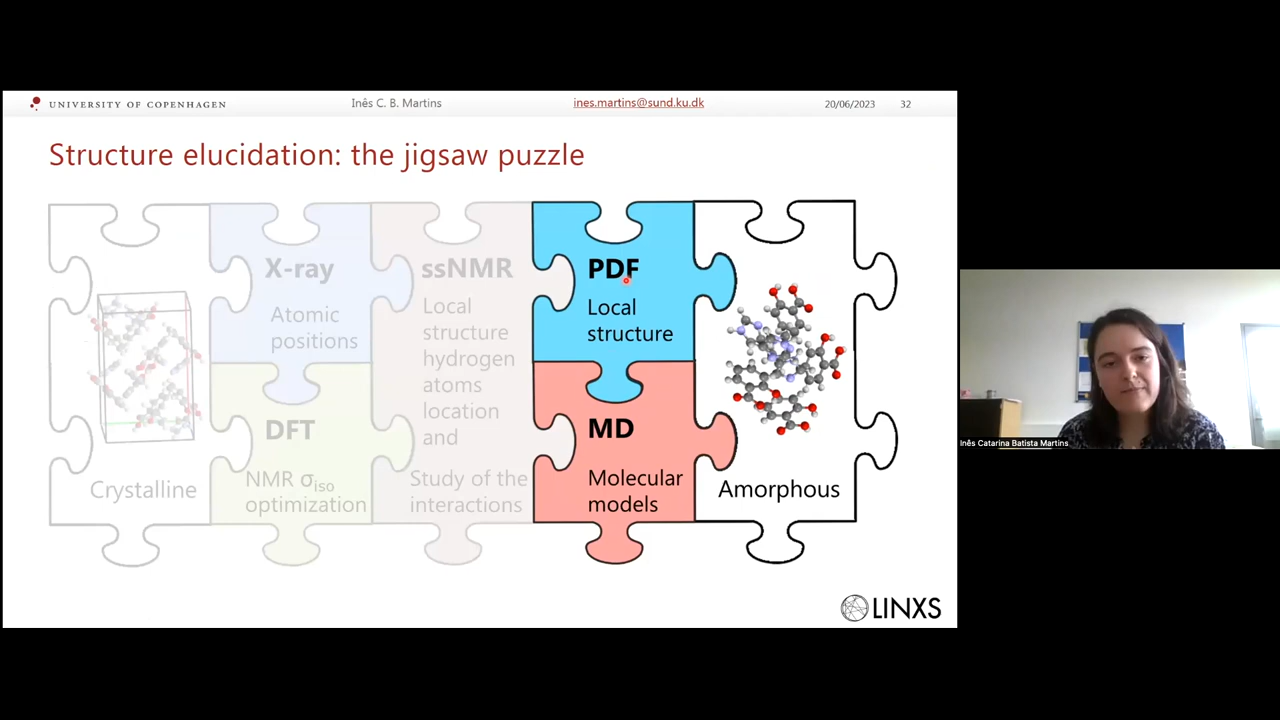 UNIVERSITY OF COPENHAGEN
Inês C. B. Martins
ines.martins@sund.ku.dk
20/06/2023
32
Structure elucidation: the jigsaw puzzle
Crystalline
X-ray
Atomic
positions
DFT
NMR σiso
optimization
ssNMR
Local
structure
hydrogen
atoms
location
and
Study of the
interactions
PDF
Local
structure
MD
Molecular
models
Amorphous
LINXS
Inês Catarina Batista Martins